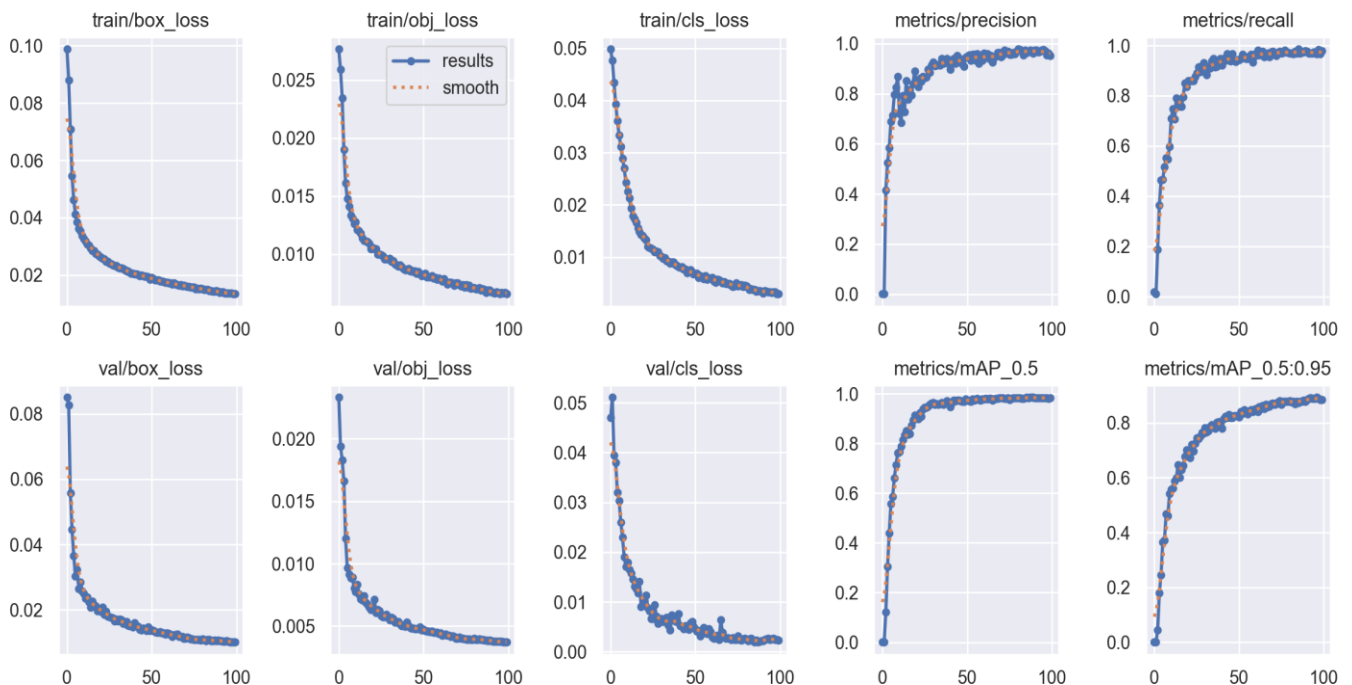 train/box_loss
0.10
0.08
0.06
0.04
0.02
0 50 100
train/obj_loss
results
smooth
0.025
0.020
0.015
0.010
0 50 100
train/cls_loss
0.05
0.04
0.03
0.02
0.01
0 50 100
metrics/precision
1.0
0.8
0.6
0.4
0.2
0.0
0 50 100
metrics/recall
1.0
0.8
0.6
0.4
0.2
0.0
0 50 100
val/box_loss
0.08
0.06
0.04
0.02
0 50 100
val/obj_loss
0.020
0.015
0.010
0.005
0 50 100
val/cls_loss
0.05
0.04
0.03
0.02
0.01
0.00
0 50 100
metrics/mAP_0.5
1.0
0.8
0.6
0.4
0.2
0.0
0 50 100
metrics/mAP_0.5:0.95
0.8
0.6
0.4
0.2
0.0
0 50 100